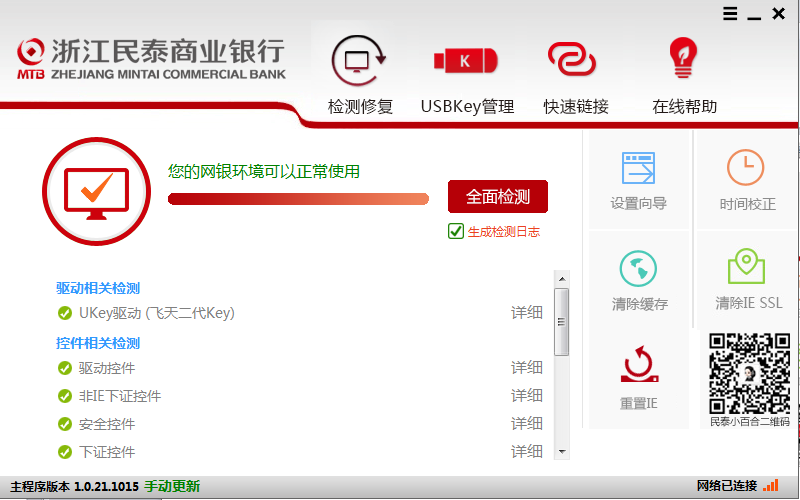 浙江民泰商业银行
MTB ZHEJIANG MINTAI COMMERCIAL BANK
检测修复
K
USBKey管理
快速链接
在线帮助
您的网银环境可以正常使用
全面检测
生成检测日志
设置向导
时间校正
清除缓存
清除IE SSL
重置IE
民泰小百合二维码
驱动相关检测
UKey驱动 (飞天二代Key) 详细
控件相关检测
驱动控件 详细
非IE下证控件 详细
安全控件 详细
下证控件 详细
主程序版本 1.0.21.1015 手动更新
网络已连接